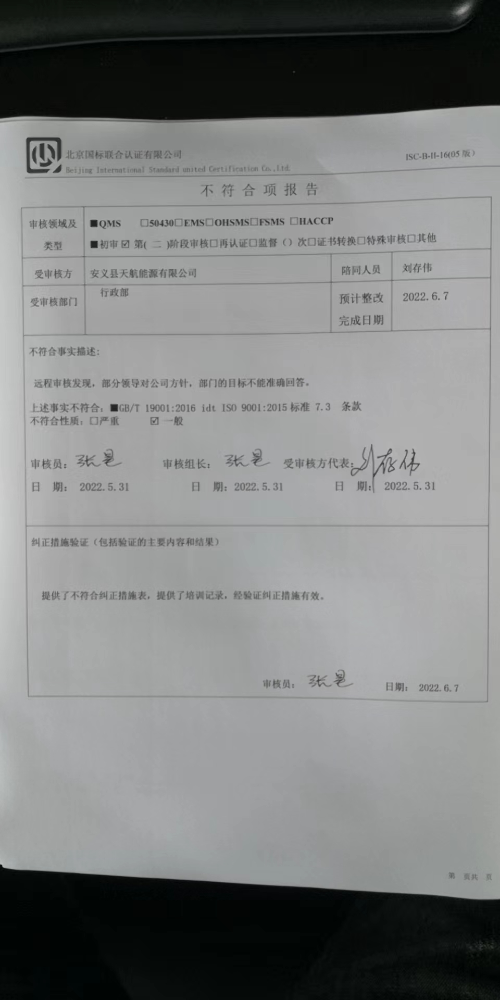 北京国标联合认证有限公司
Beijing International Standard united Certification Co.,Ltd.
ISC-B-II-16(05 版)
不符合项报告
审核领域及类型
■QMS □50430□EMS□OHSMS□FSMS □HACCP
■初审☑ 第( 二 )阶段审核□再认证□监督（）次□证书转换□特殊审核□其他
受审核方 安义县天航能源有限公司 陪同人员 刘存伟
受审核部门 行政部 预计整改完成日期 2022.6.7
不符合事实描述:
远程审核发现，部分领导对公司方针，部门的目标不能准确回答。
上述事实不符合：■GB/T 19001:2016 idt ISO 9001:2015 标准 7.3 条款
不符合性质：□严重 ☑ 一般
审核员： 审核组长： 受审核方代表：刘存伟
日 期： 2022.5.31 日 期：2022.5.31 日 期： 2022.5.31
纠正措施验证（包括验证的主要内容和结果）
提供了不符合纠正措施表，提供了培训记录，经验证纠正措施有效。
审核员： 日期： 2022.6.7
第 页共 页